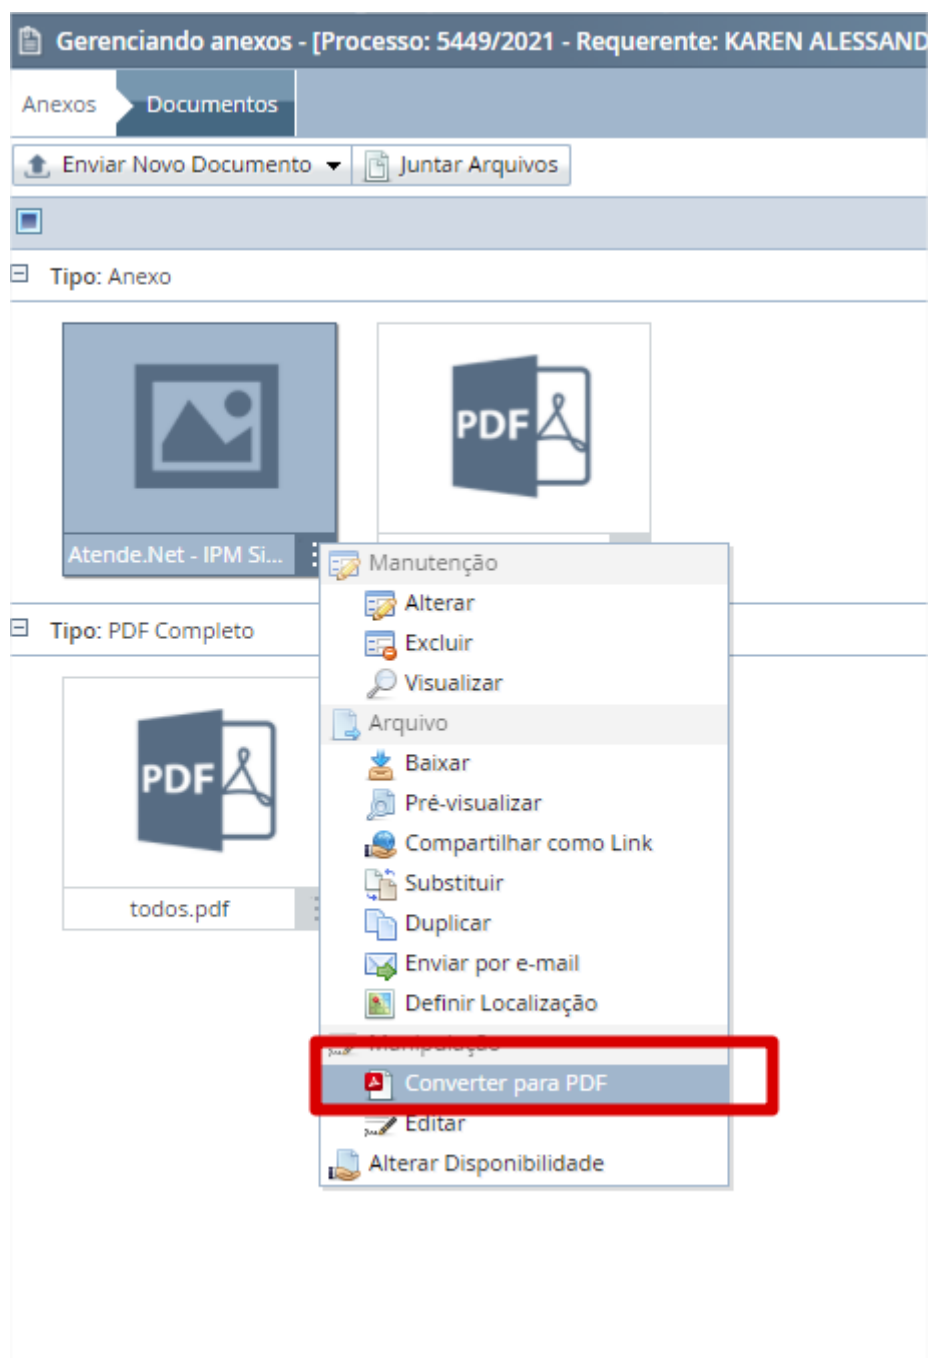 Gerenciando anexos - [Processo: 5449/2021 - Requerente: KAREN ALESSAND
Anexos
Documentos
Enviar Novo Documento
Juntar Arquivos
Tipo: Anexo
PDF
Atende.Net - IPM Si...
Manutenção
Alterar
Tipo: PDF Completo
Excluir
Visualizar
Arquivo
PDF
Baixar
Pré-visualizar
Compartilhar como Link
Substituir
todos.pdf
Duplicar
Enviar por e-mail
Definir Localização
Manipulação
Converter para PDF
Editar
Alterar Disponibilidade